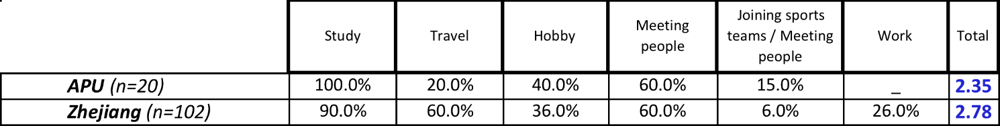 Study Travel Hobby Meeting people Joining sports teams / Meeting people Work Total
APU (n=20) 100.0% 20.0% 40.0% 60.0% 15.0% _ 2.35
Zhejiang (n=102) 90.0% 60.0% 36.0% 60.0% 6.0% 26.0% 2.78